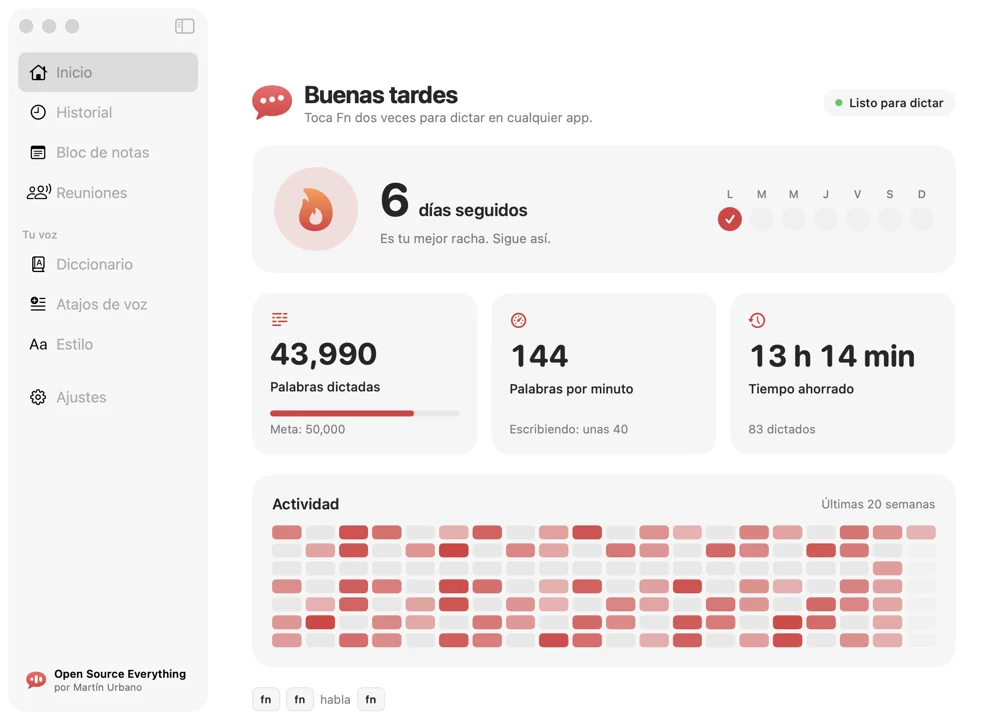 Inicio
Historial
Bloc de notas
Reuniones
Tu voz
Diccionario
Atajos de voz
Aa Estilo
Ajustes
Open Source Everything
por Martín Urbano
Buenas tardes
Toca Fn dos veces para dictar en cualquier app.
Listo para dictar
6 días seguidos
Es tu mejor racha. Sigue así.
L M M J V S D
43,990
Palabras dictadas
Meta: 50,000
144
Palabras por minuto
Escribiendo: unas 40
13 h 14 min
Tiempo ahorrado
83 dictados
Actividad
Últimas 20 semanas
fn fn habla fn